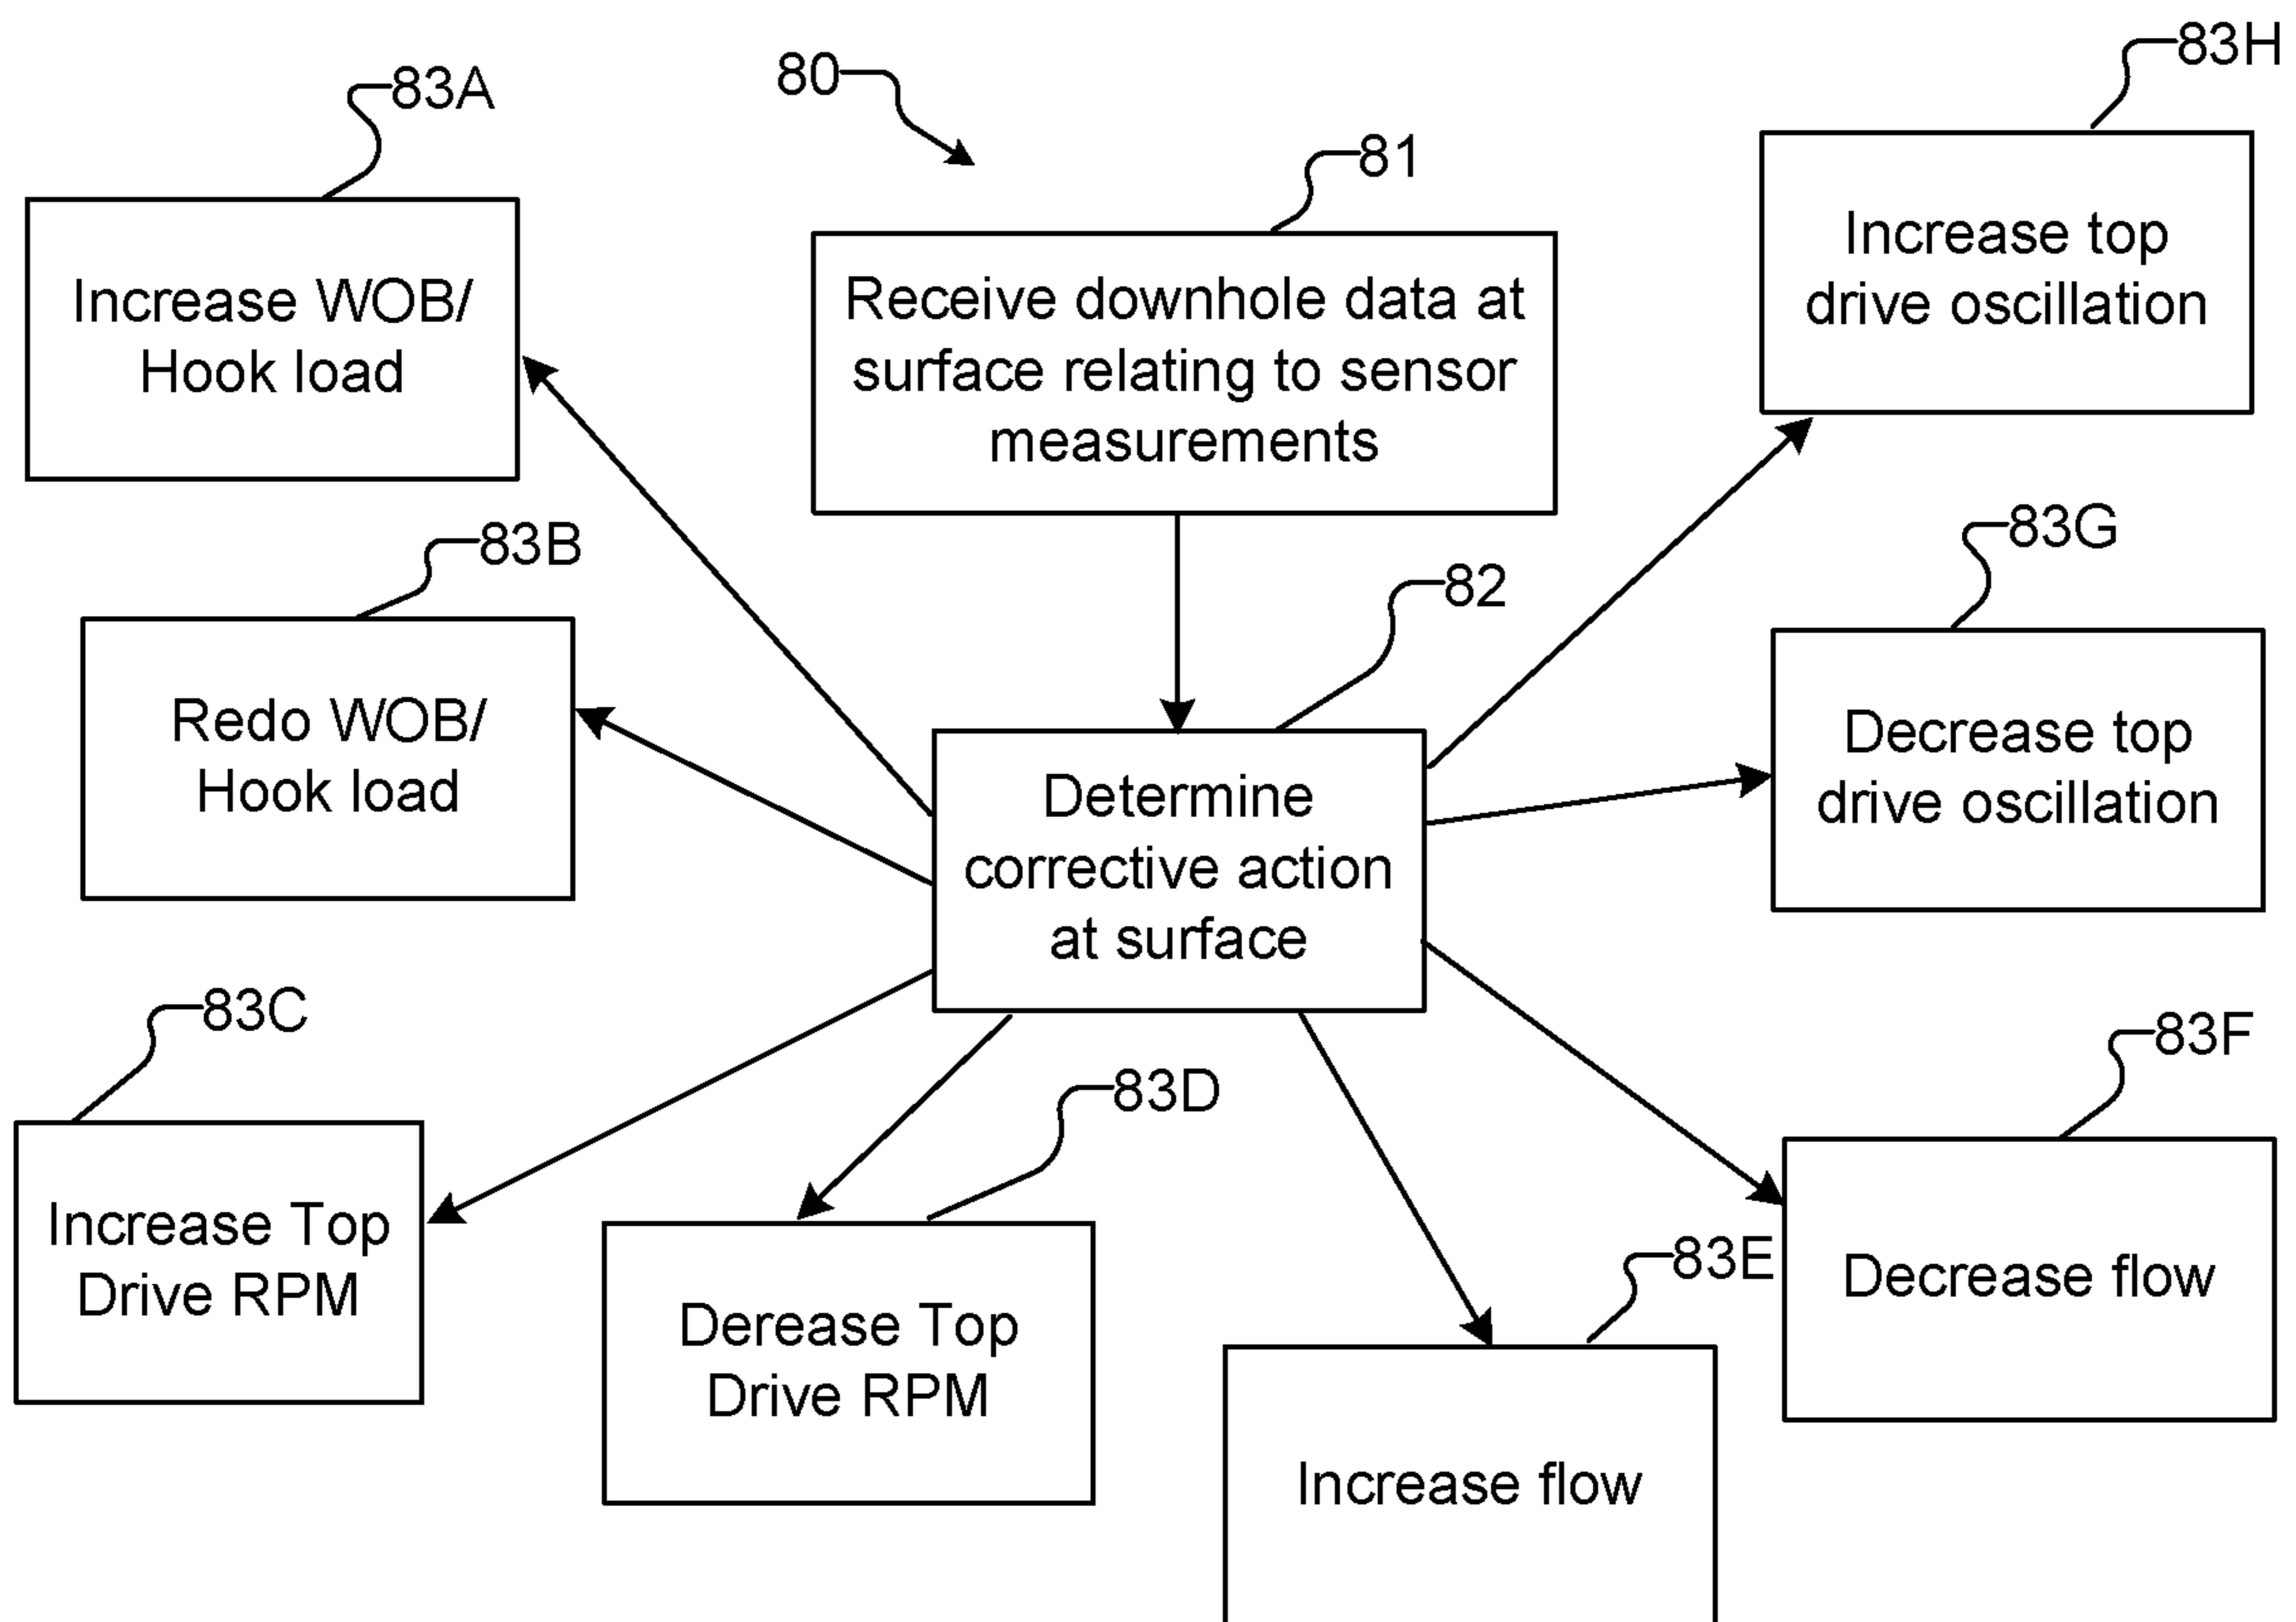 80
83A
Increase WOB/
Hook load
81
Receive downhole data at
surface relating to sensor
measurements
83H
Increase top
drive oscillation
83B
Redo WOB/
Hook load
82
Determine
corrective action
at surface
83G
Decrease top
drive oscillation
83C
Increase Top
Drive RPM
83D
Derease Top
Drive RPM
83E
Increase flow
83F
Decrease flow